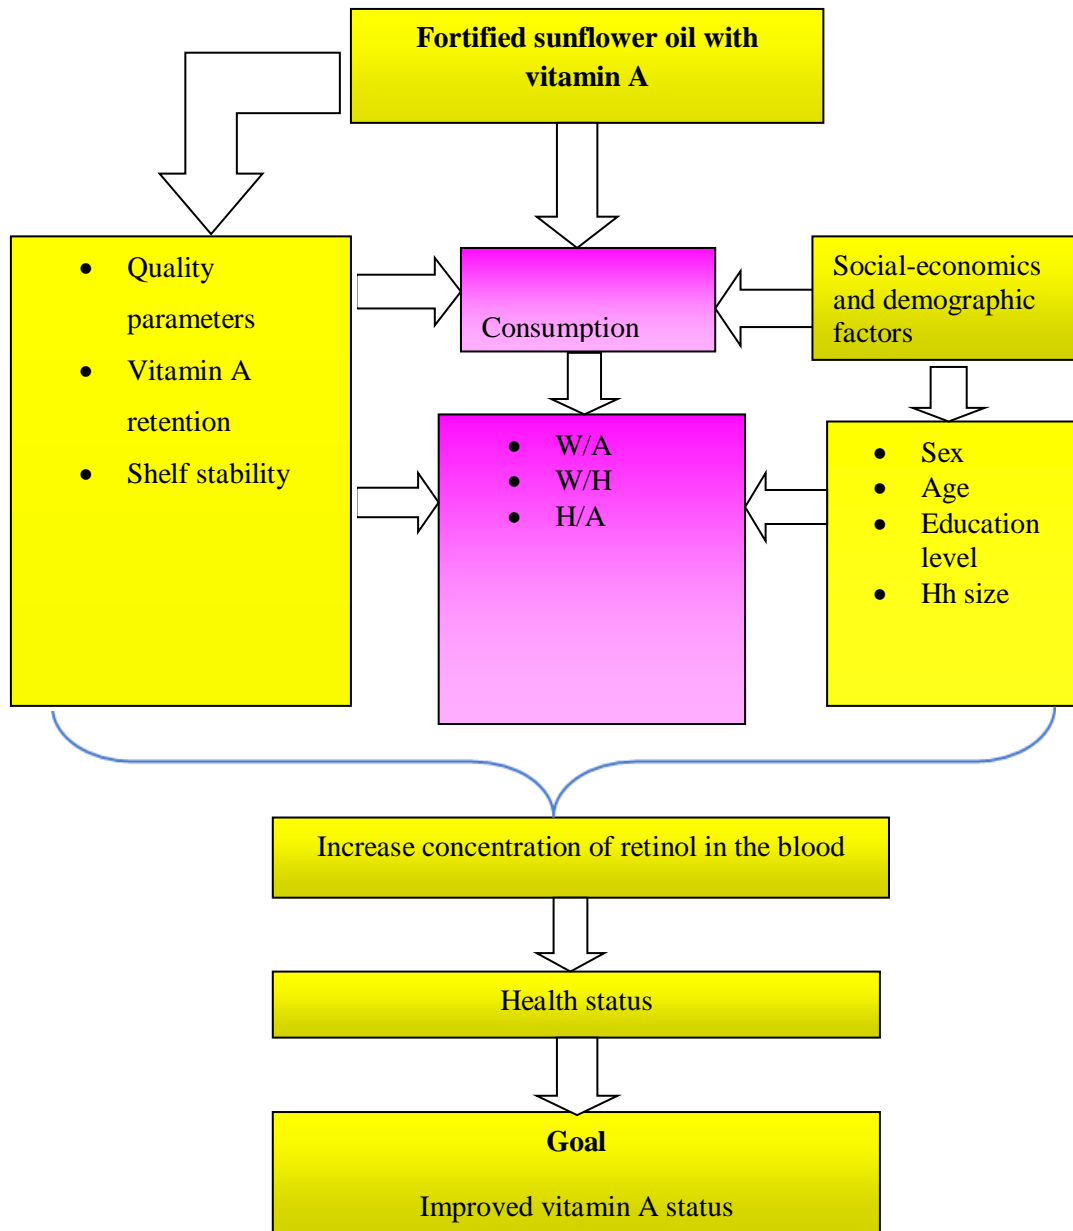 Fortified sunflower oil with
vitamin A
• Quality
parameters
• Vitamin A
retention
• Shelf stability
Consumption
Social-economics
and demographic
factors
• W/A
• W/H
• H/A
• Sex
• Age
• Education
level
• Hh size
Increase concentration of retinol in the blood
Health status
Goal
Improved vitamin A status